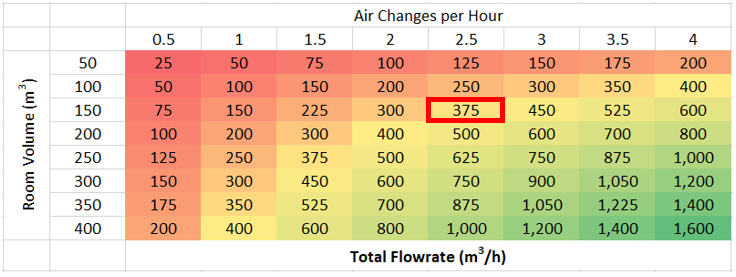 Air Changes per Hour
0.5 1 1.5 2 2.5 3 3.5 4
Room Volume (m³)
50 25 50 75 100 125 150 175 200
100 50 100 150 200 250 300 350 400
150 75 150 225 300 375 450 525 600
200 100 200 300 400 500 600 700 800
250 125 250 375 500 625 750 875 1,000
300 150 300 450 600 750 900 1,050 1,200
350 175 350 525 700 875 1,050 1,225 1,400
400 200 400 600 800 1,000 1,200 1,400 1,600
Total Flowrate (m³/h)